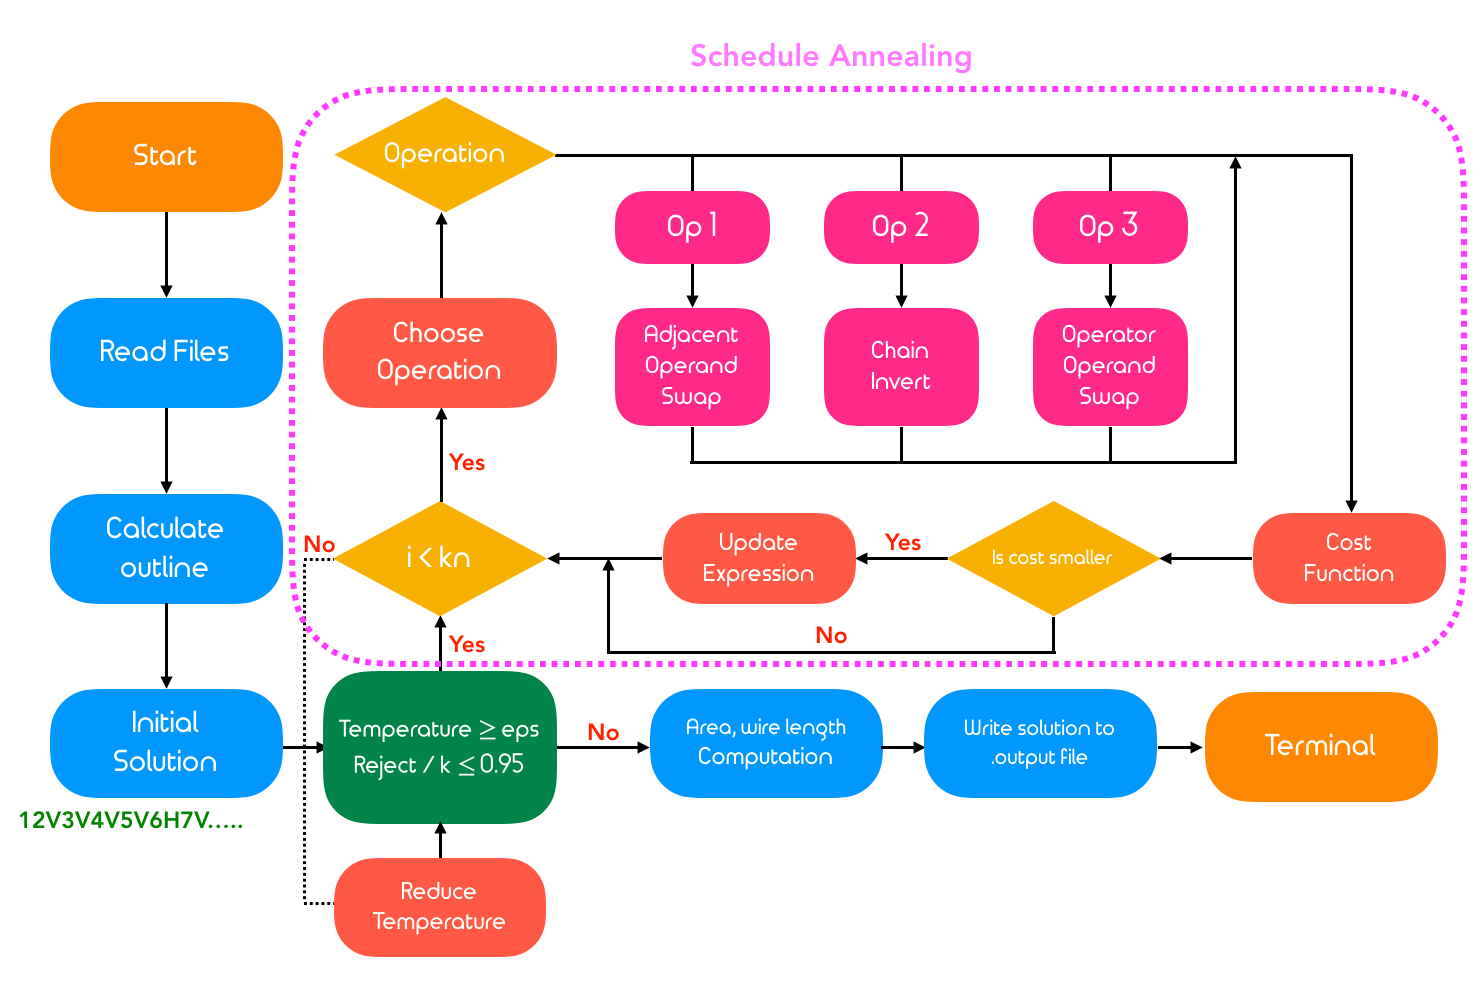 Schedule Annealing
Start
Operation
Op 1
Op 2
Op 3
Read Files
Choose
Operation
Adjacent
Operand
Swap
Chain
Invert
Operator
Operand
Swap
Yes
Calculate
outline
No
i < kn
Update
Expression
Yes
Is cost smaller
Cost
Function
No
Yes
Initial
Solution
12V3V4V5V6H7V.....
Temperature ≥ eps
Reject / k ≤ 0.95
No
Area, wire length
Computation
Write solution to
.output file
Terminal
Reduce
Temperature